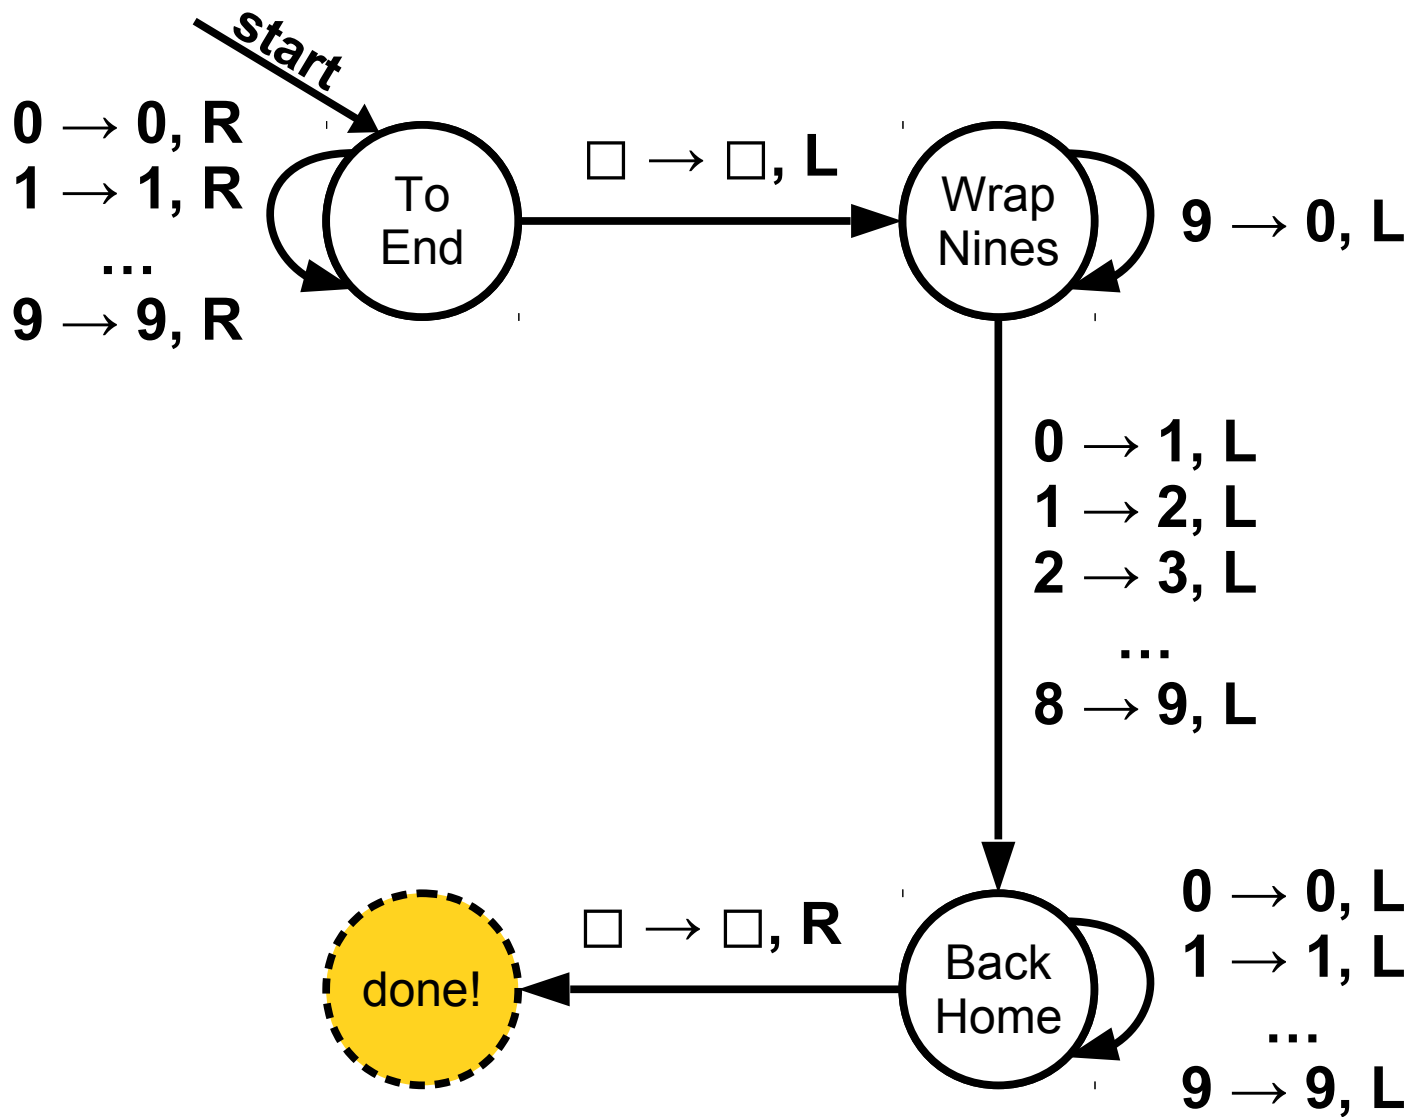 start
0 → 0, R
1 → 1, R
…
9 → 9, R
To
End
□ → □, L
Wrap
Nines
9 → 0, L
0 → 1, L
1 → 2, L
2 → 3, L
…
8 → 9, L
done!
□ → □, R
Back
Home
0 → 0, L
1 → 1, L
…
9 → 9, L